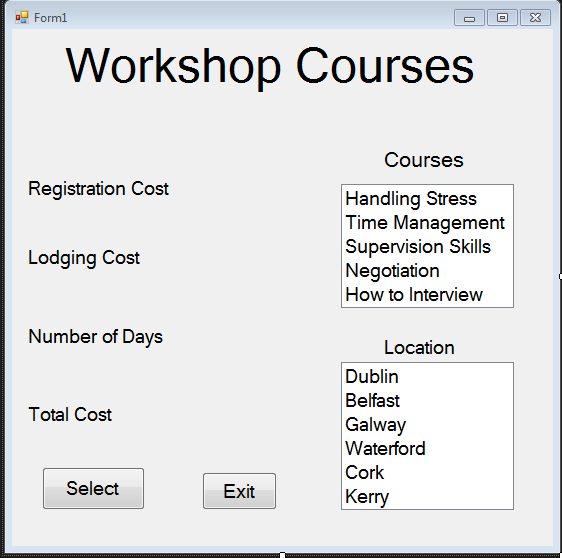 Form1
Workshop Courses
Courses
Registration Cost
Handling Stress
Time Management
Supervision Skills
Negotiation
How to Interview
Lodging Cost
Number of Days
Location
Dublin
Belfast
Galway
Waterford
Cork
Kerry
Total Cost
Select
Exit